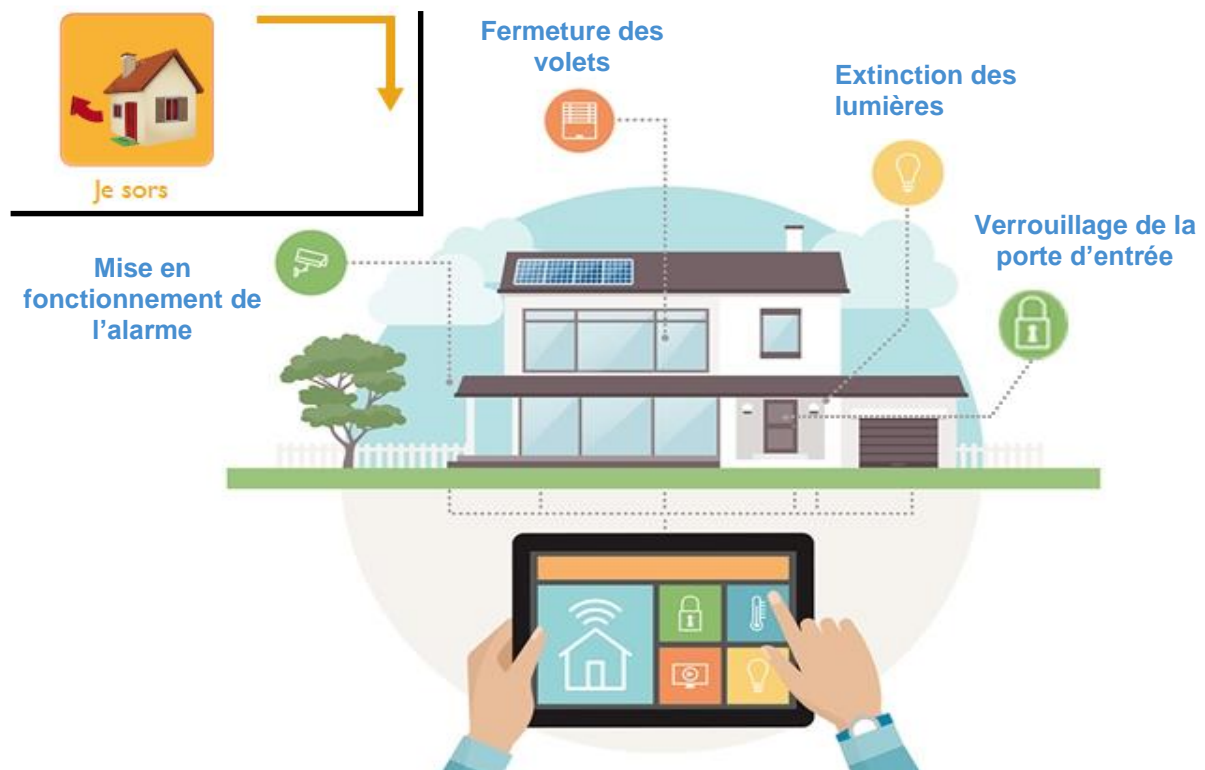 Je sors
Fermeture des
volets
Extinction des
lumières
Verrouillage de la
porte d’entrée
Mise en
fonctionnement de
l’alarme